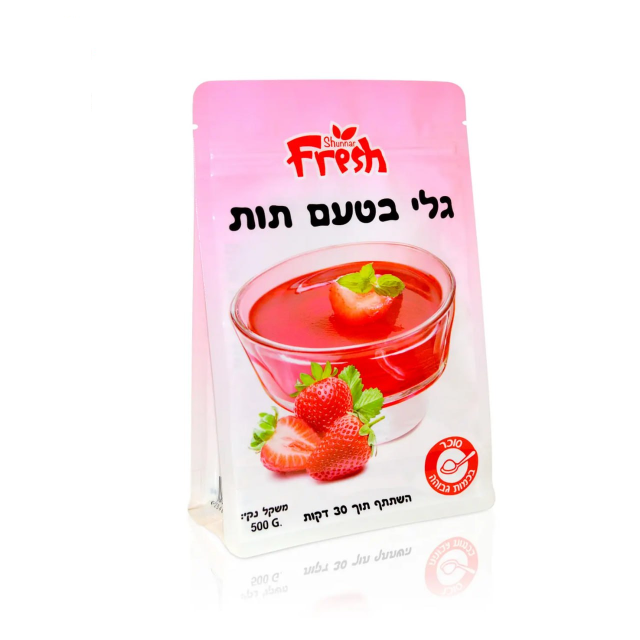 Shunnar
Fresh
גלי בטעם תות
סוכר
בכמות גבוהה
השתתף תוך 30 דקות
משקל נקי:
500 G.